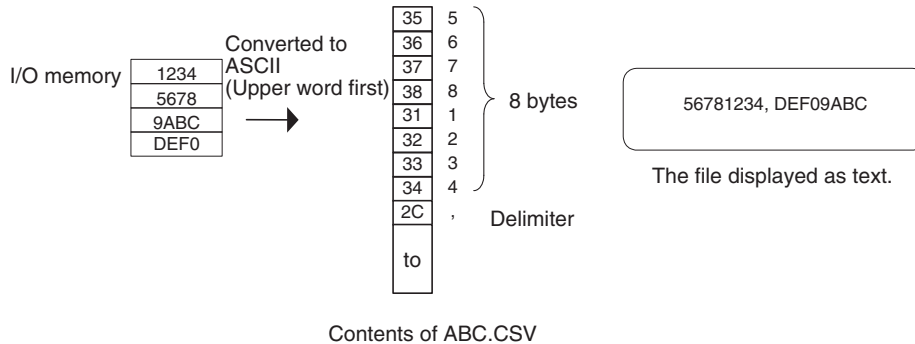 I/O memory
1234
5678
9ABC
DEF0
Converted to
ASCII
(Upper word first)
35 5
36 6
37 7
38 8
31 1
32 2
33 3
34 4
2C ,
to
8 bytes
Delimiter
Contents of ABC.CSV
56781234, DEF09ABC
The file displayed as text.